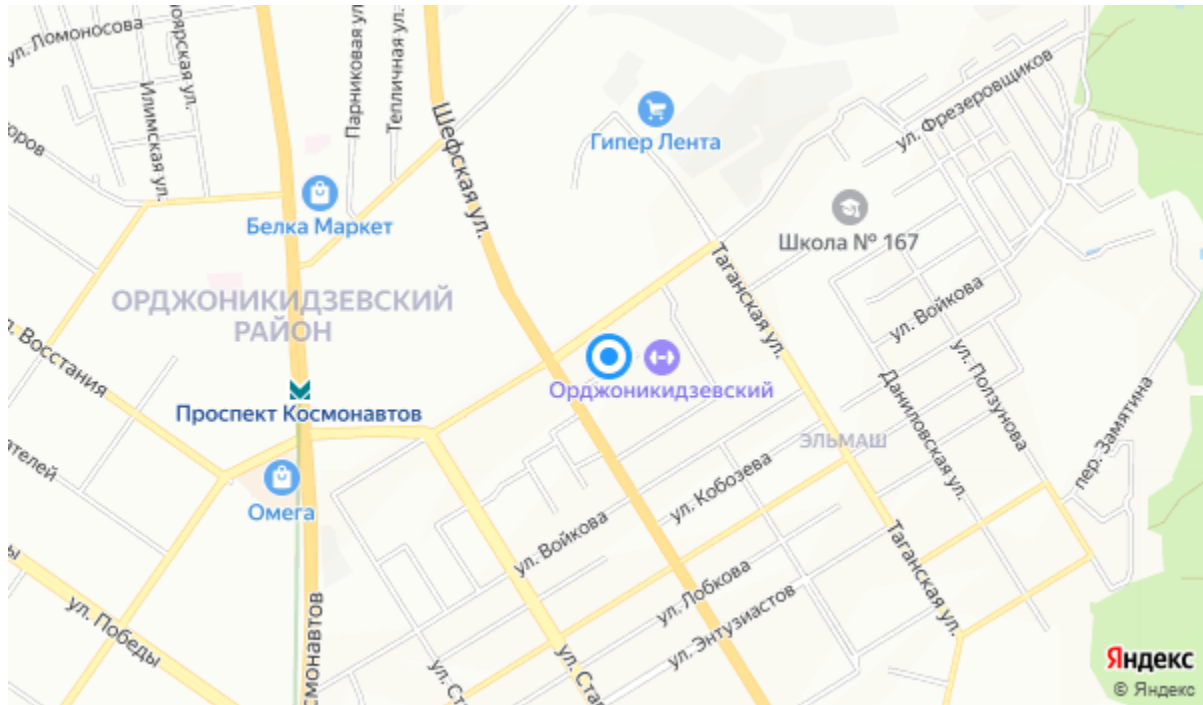 ул. Ломоносова
Илимская ул.
Парниковая ул.
Тепличная ул.
Шефская ул.
Гипер Лента
ул. Фрезеровщиков
Белка Маркет
Школа № 167
ОРДЖОНИКИДЗЕВСКИЙ
РАЙОН
Таганская ул.
ул. Войкова
Восстания
Орджоникидзевский
Проспект Космонавтов
Даниловская ул.
ул. Ползунова
пер. Замятина
ЭЛЬМАШ
ул. Кобозева
Омега
ул. Войкова
Таганская ул.
ул. Лобкова
ул. Энтузиастов
ул. Победы
Яндекс
© Яндекс